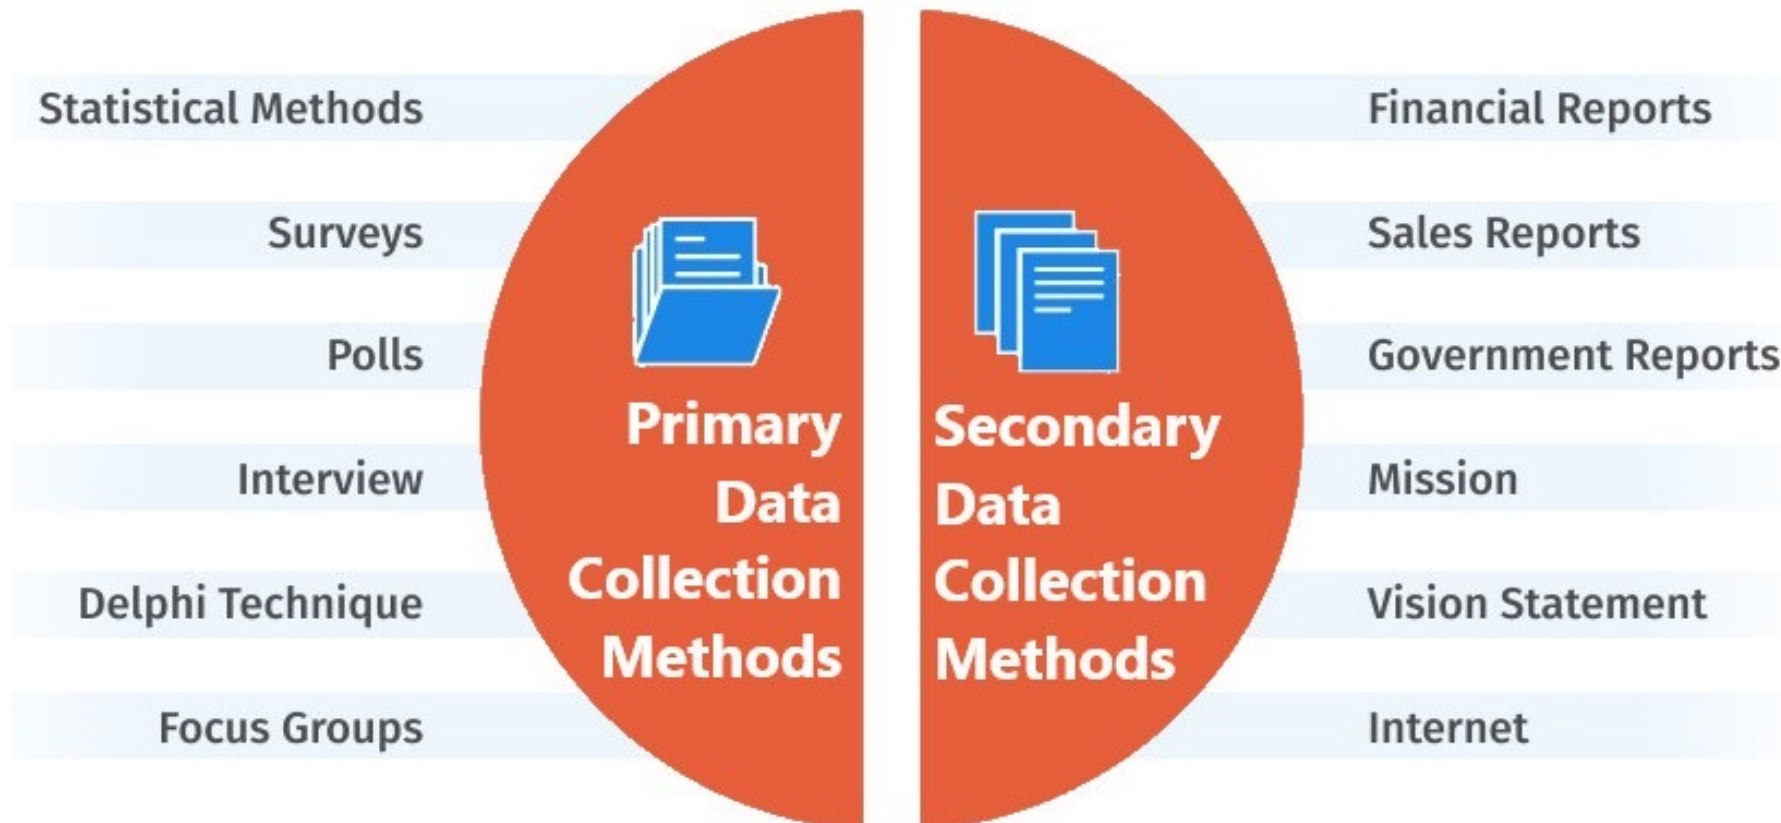 Statistical Methods
Surveys
Polls
Interview
Delphi Technique
Focus Groups
Primary
Data
Collection
Methods
Secondary
Data
Collection
Methods
Financial Reports
Sales Reports
Government Reports
Mission
Vision Statement
Internet